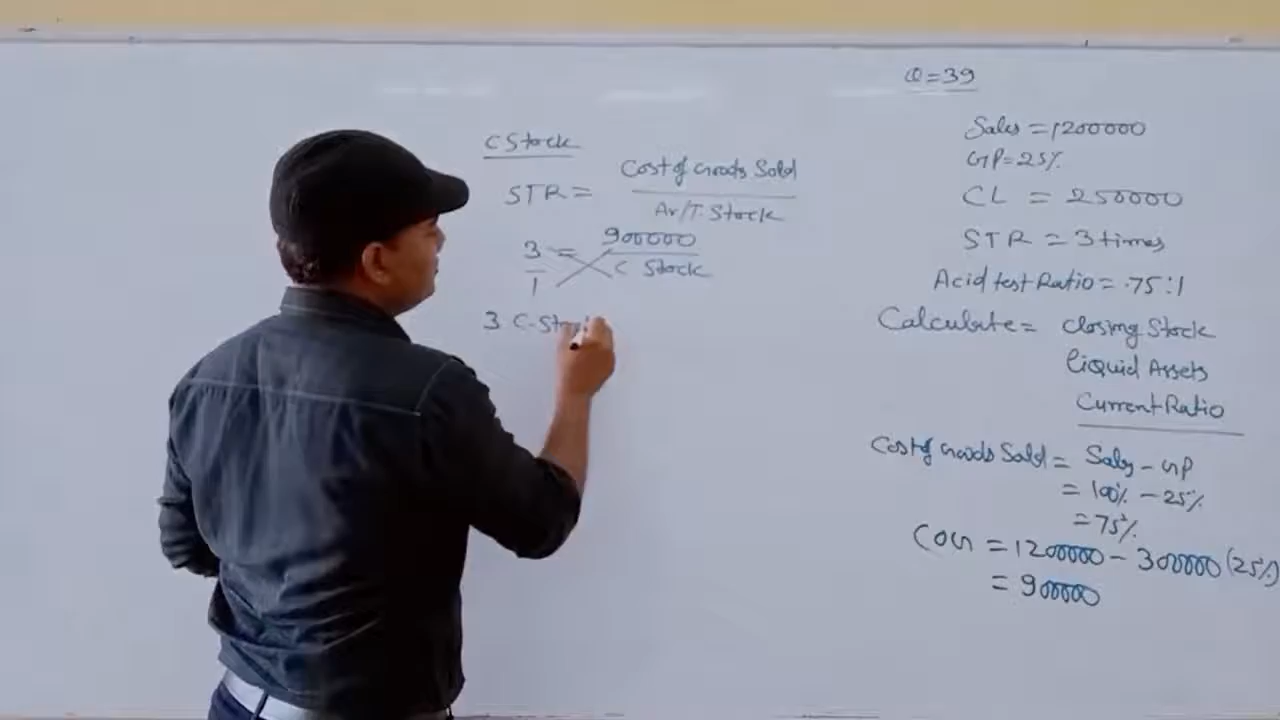 C Stock
STR = Cost of Goods Sold
Av/T. Stock
3 = 900000
1 C Stock
3 C-St
Q=39
Sales = 1200000
GP = 25%
CL = 250000
STR = 3 times
Acid test Ratio = .75:1
Calculate = Closing Stock
liquid Assets
Current Ratio
Cost of Goods Sold = Sales - GP
= 100% - 25%
= 75%
COG = 1200000 - 300000 (25%)
= 900000